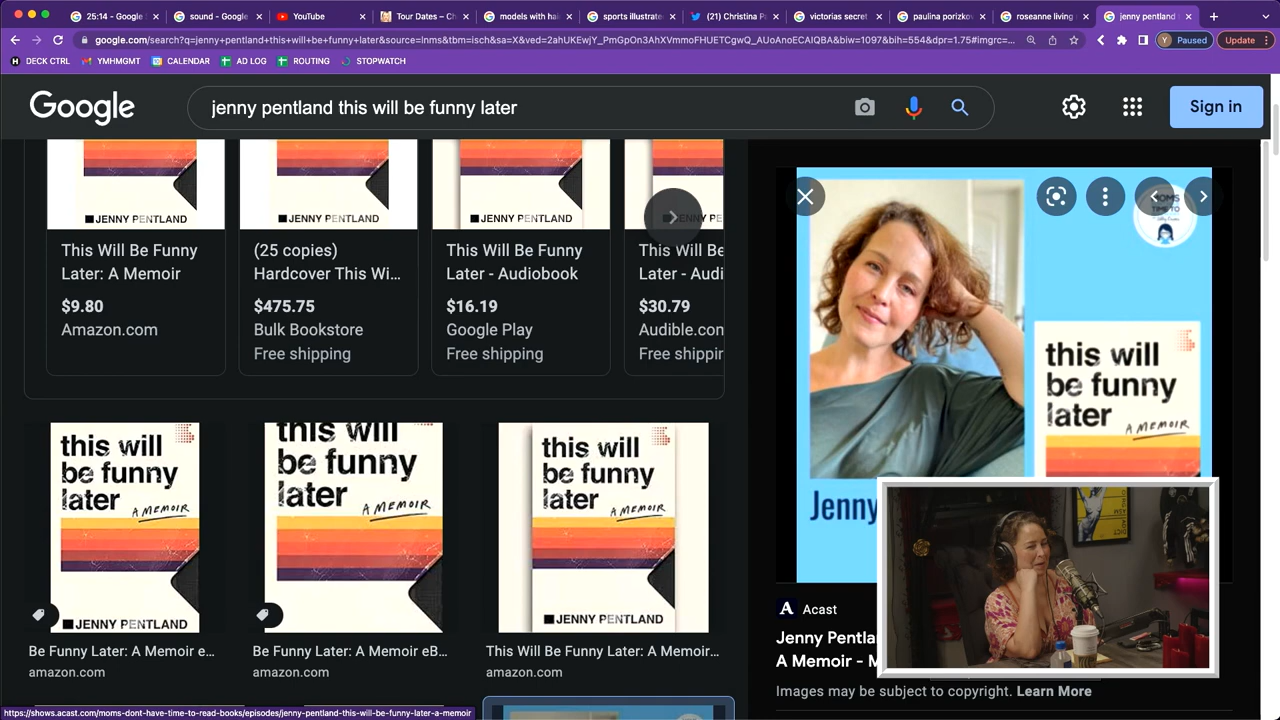 25:14 - Google
sound - Google
YouTube
Tour Dates – Ch
models with hai
sports illustrate
(21) Christina P
victorias secret
paulina porizkov
roseanne living
jenny pentland
google.com/search?q=jenny+pentland+this+will+be+funny+later&source=lnms&tbm=isch&sa=X&ved=2ahUKEwjY_PmGpOn3AhXVmmoFHUETCgwQ_AUoAnoECAIQBA&biw=1097&bih=554&dpr=1.75#imgrc=...
Y Paused
Update
DECK CTRL
YMHMGMT
CALENDAR
AD LOG
ROUTING
STOPWATCH
Google
jenny pentland this will be funny later
Sign in
JENNY PENTLAND
JENNY PENTLAND
JENNY PENTLAND
This Will Be Funny
Later: A Memoir
$9.80
Amazon.com
(25 copies)
Hardcover This Wi...
$475.75
Bulk Bookstore
Free shipping
This Will Be Funny
Later - Audiobook
$16.19
Google Play
Free shipping
This Will Be F
Later - Audi
$30.79
Audible.com
Free shippin
MOMS
TIME TO
this will
be funny
later
A MEMOIR
Jenny
this will
be funny
later
A MEMOIR
JENNY PENTLAND
this will
be funny
later
A MEMOIR
this will
be funny
later
A MEMOIR
JENNY PENTLAND
Be Funny Later: A Memoir e...
amazon.com
Be Funny Later: A Memoir eB...
amazon.com
This Will Be Funny Later: A Memoir...
amazon.com
A Acast
Jenny Pentla
A Memoir - M
Images may be subject to copyright. Learn More
https://shows.acast.com/moms-dont-have-time-to-read-books/episodes/jenny-pentland-this-will-be-funny-later-a-memoir